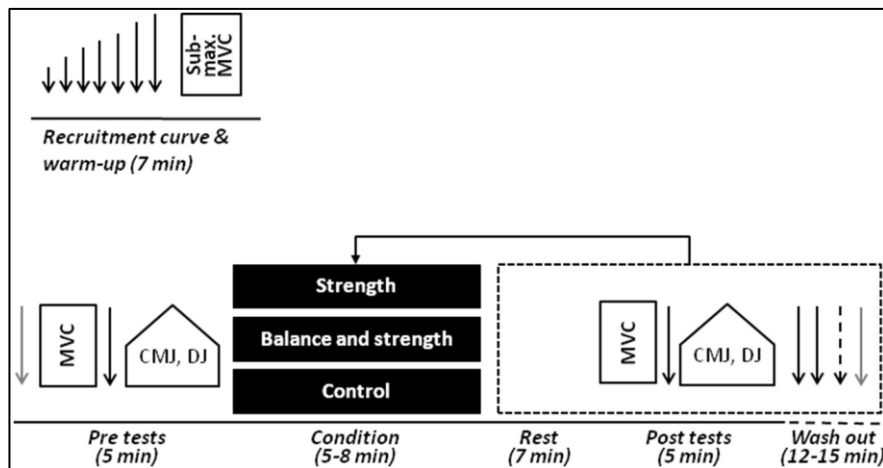 Sub-
max.
MVC
Recruitment curve &
warm-up (7 min)
Strength
MVC
CMJ, DJ
Balance and strength
MVC
CMJ, DJ
Control
Pre tests
(5 min)
Condition
(5-8 min)
Rest
(7 min)
Post tests
(5 min)
Wash out
(12-15 min)